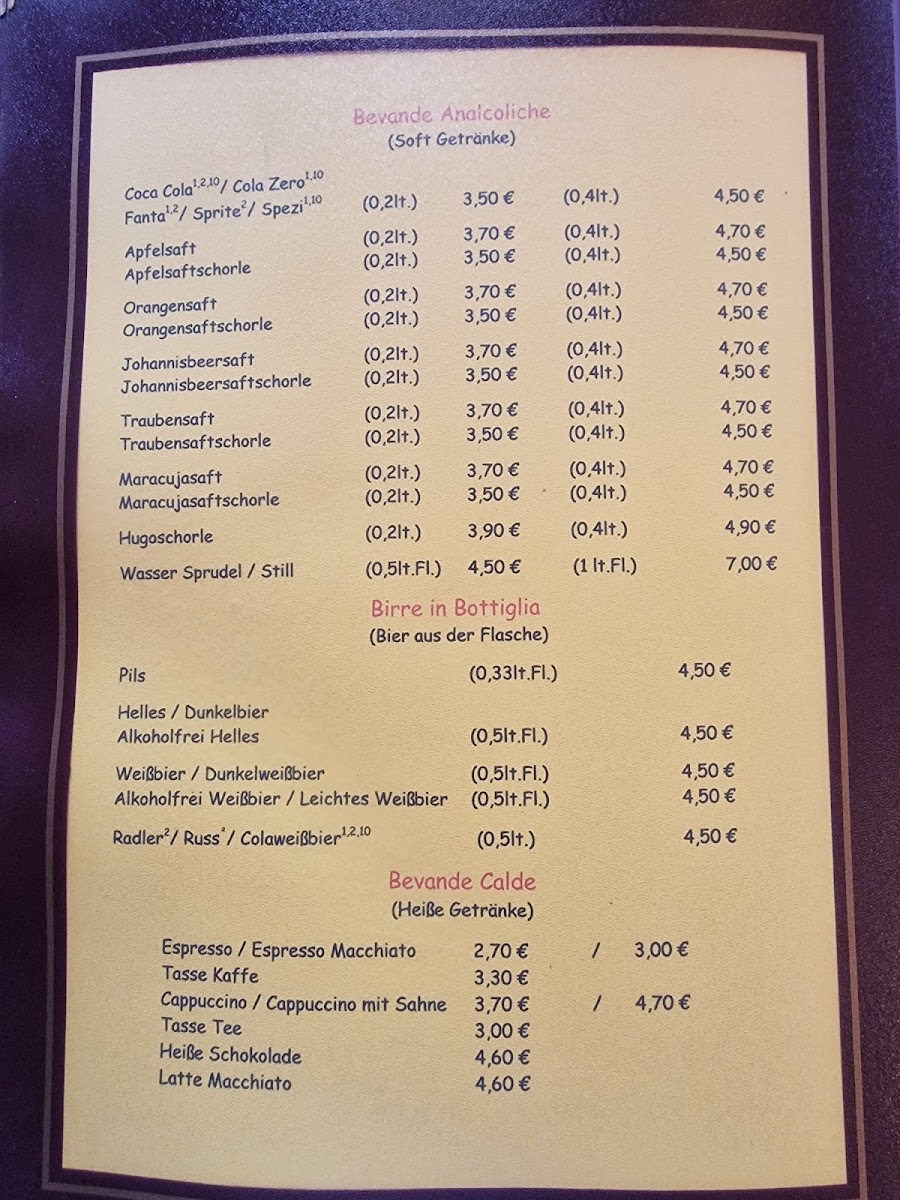 Bevande Analcoliche
(Soft Getränke)
Coca Cola1,2,10/ Cola Zero1,10
Fanta1,2/ Sprite2/ Spezi1,10 (0,2lt.) 3,50 € (0,4lt.) 4,50 €
Apfelsaft (0,2lt.) 3,70 € (0,4lt.) 4,70 €
Apfelsaftschorle (0,2lt.) 3,50 € (0,4lt.) 4,50 €
Orangensaft (0,2lt.) 3,70 € (0,4lt.) 4,70 €
Orangensaftschorle (0,2lt.) 3,50 € (0,4lt.) 4,50 €
Johannisbeersaft (0,2lt.) 3,70 € (0,4lt.) 4,70 €
Johannisbeersaftschorle (0,2lt.) 3,50 € (0,4lt.) 4,50 €
Traubensaft (0,2lt.) 3,70 € (0,4lt.) 4,70 €
Traubensaftschorle (0,2lt.) 3,50 € (0,4lt.) 4,50 €
Maracujasaft (0,2lt.) 3,70 € (0,4lt.) 4,70 €
Maracujasaftschorle (0,2lt.) 3,50 € (0,4lt.) 4,50 €
Hugoschorle (0,2lt.) 3,90 € (0,4lt.) 4,90 €
Wasser Sprudel / Still (0,5lt.Fl.) 4,50 € (1 lt.Fl.) 7,00 €
Birre in Bottiglia
(Bier aus der Flasche)
Pils (0,33lt.Fl.) 4,50 €
Helles / Dunkelbier
Alkoholfrei Helles (0,5lt.Fl.) 4,50 €
Weißbier / Dunkelweißbier (0,5lt.Fl.) 4,50 €
Alkoholfrei Weißbier / Leichtes Weißbier (0,5lt.Fl.) 4,50 €
Radler2/ Russ2/ Colaweißbier1,2,10 (0,5lt.) 4,50 €
Bevande Calde
(Heiße Getränke)
Espresso / Espresso Macchiato 2,70 € / 3,00 €
Tasse Kaffe 3,30 €
Cappuccino / Cappuccino mit Sahne 3,70 € / 4,70 €
Tasse Tee 3,00 €
Heiße Schokolade 4,60 €
Latte Macchiato 4,60 €